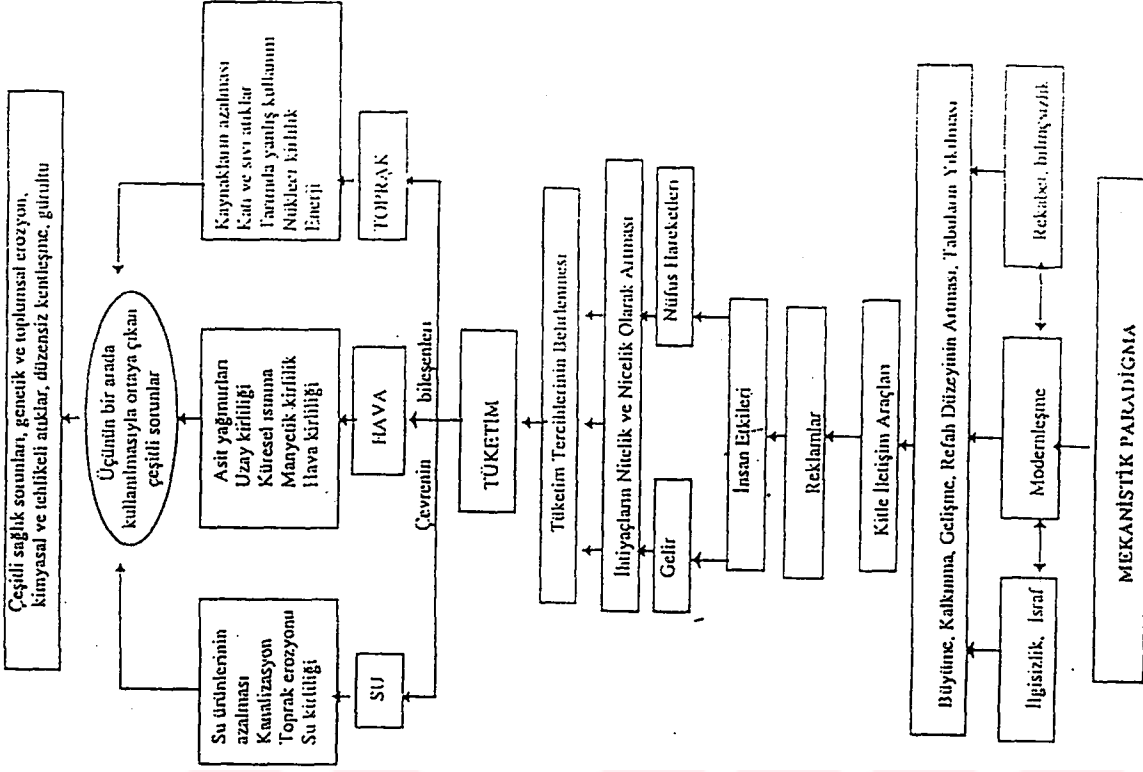 Çeşitli sağlık sorunları, genetik ve toplumsal erozyon,
kimyasal ve tehlikeli atıklar, düzensiz kentleşme, gürültu
Üçünün bir arada
kullanılmasıyla ortaya çıkan
çeşitli sorunlar
Su ürünlerinin
azalması
Kanalizasyon
Toprak erozyonu
Su kirliliği
Asit yağmurları
Uzay kirliliği
Küresel ısınma
Manyetik kirlilik
Hava kirliliği
Kaynakların azalması
Katı ve sıvı atıklar
Tarımda yanlış kullanım
Nükleer kirlilik
Enerji
SU
HAVA
TOPRAK
Çevrenin bileşenleri
TÜKETİM
Tüketim Tercihlerinin Belirlenmesi
İhtiyaçların Nitelik ve Nicelik Olarak Artması
Gelir
Nüfus Hareketleri
İnsan Etkileri
Reklamlar
Kitle İletişim Araçları
Büyüme, Kalkınma, Gelişme, Refah Düzeyinin Artması, Tabuların Yıkılması
İlgisizlik, İsraf
Modernleşme
Rekabet, bilinçsizlik
MEKANİSTİK PARADİGMA